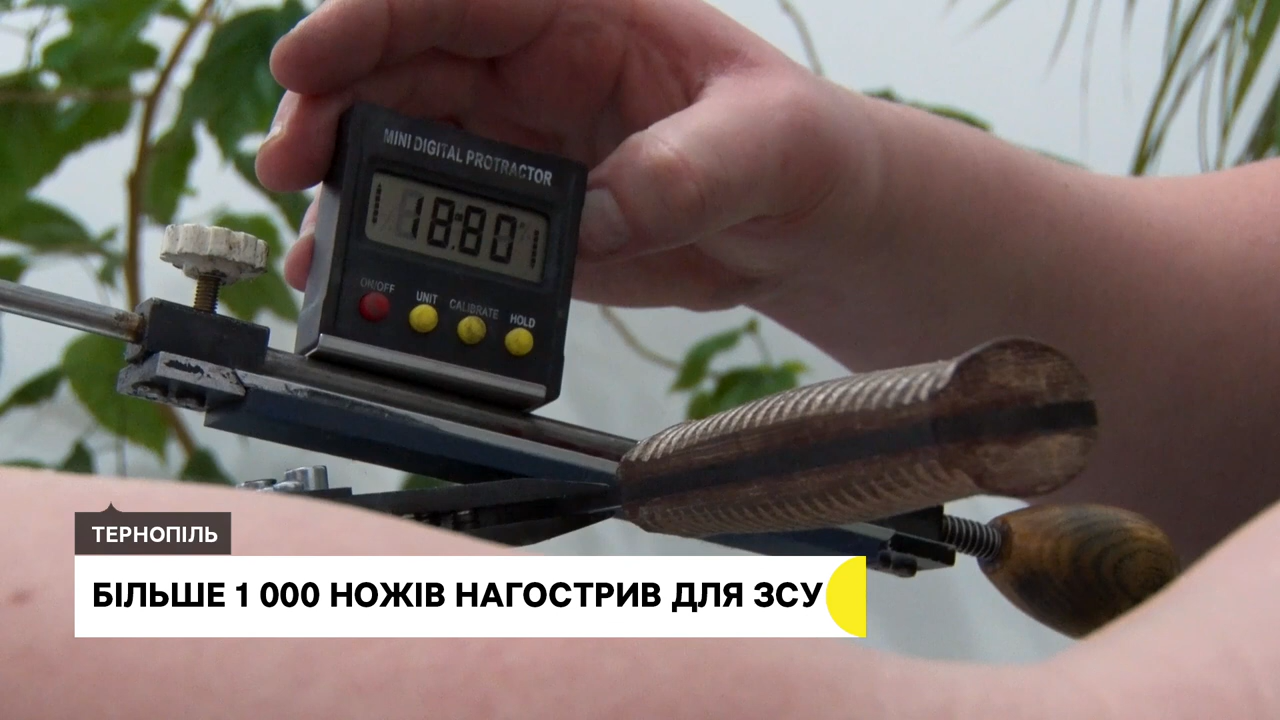 MINI DIGITAL PROTRACTOR
18.80
ON/OFF
UNIT
CALIBRATE
HOLD
ТЕРНОПІЛЬ
БІЛЬШЕ 1 000 НОЖІВ НАГОСТРИВ ДЛЯ ЗСУ